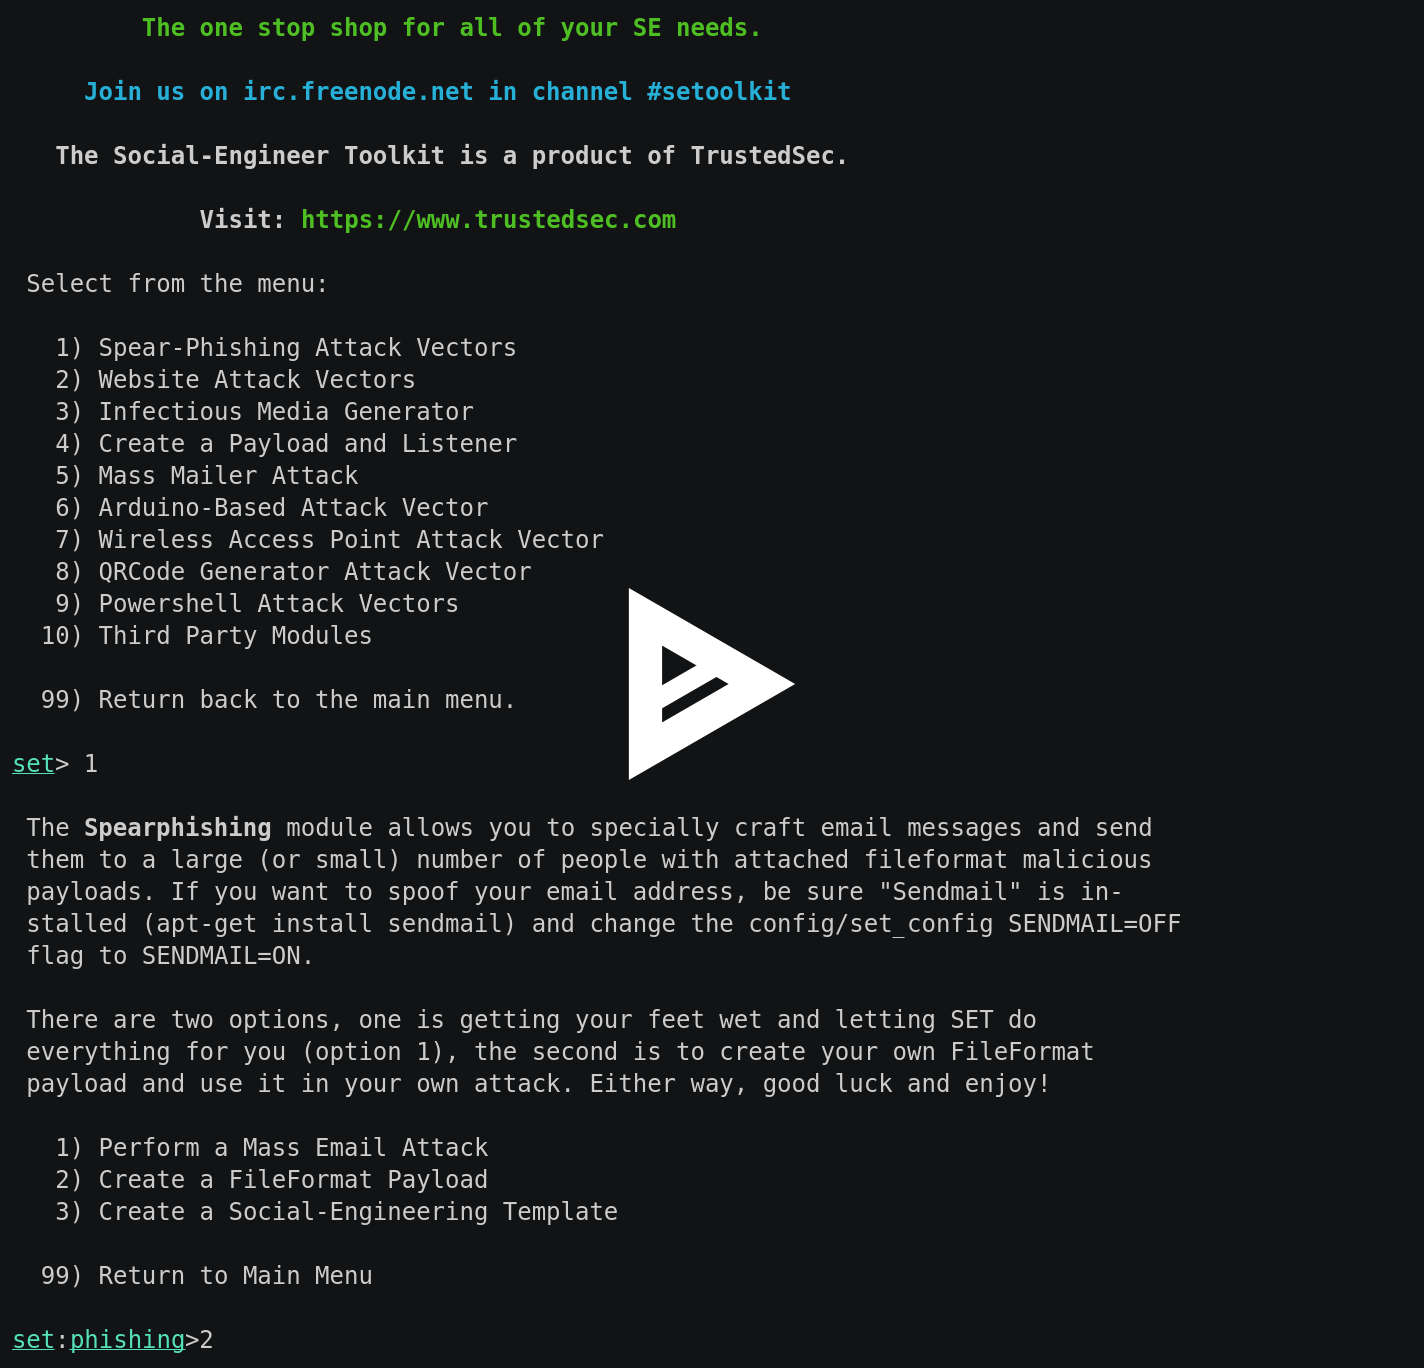 The one stop shop for all of your SE needs.
Join us on irc.freenode.net in channel #setoolkit
The Social-Engineer Toolkit is a product of TrustedSec.
Visit: https://www.trustedsec.com
Select from the menu:
1) Spear-Phishing Attack Vectors
2) Website Attack Vectors
3) Infectious Media Generator
4) Create a Payload and Listener
5) Mass Mailer Attack
6) Arduino-Based Attack Vector
7) Wireless Access Point Attack Vector
8) QRCode Generator Attack Vector
9) Powershell Attack Vectors
10) Third Party Modules
99) Return back to the main menu.
set> 1
The Spearphishing module allows you to specially craft email messages and send
them to a large (or small) number of people with attached fileformat malicious
payloads. If you want to spoof your email address, be sure "Sendmail" is in-
stalled (apt-get install sendmail) and change the config/set_config SENDMAIL=OFF
flag to SENDMAIL=ON.
There are two options, one is getting your feet wet and letting SET do
everything for you (option 1), the second is to create your own FileFormat
payload and use it in your own attack. Either way, good luck and enjoy!
1) Perform a Mass Email Attack
2) Create a FileFormat Payload
3) Create a Social-Engineering Template
99) Return to Main Menu
set:phishing>2